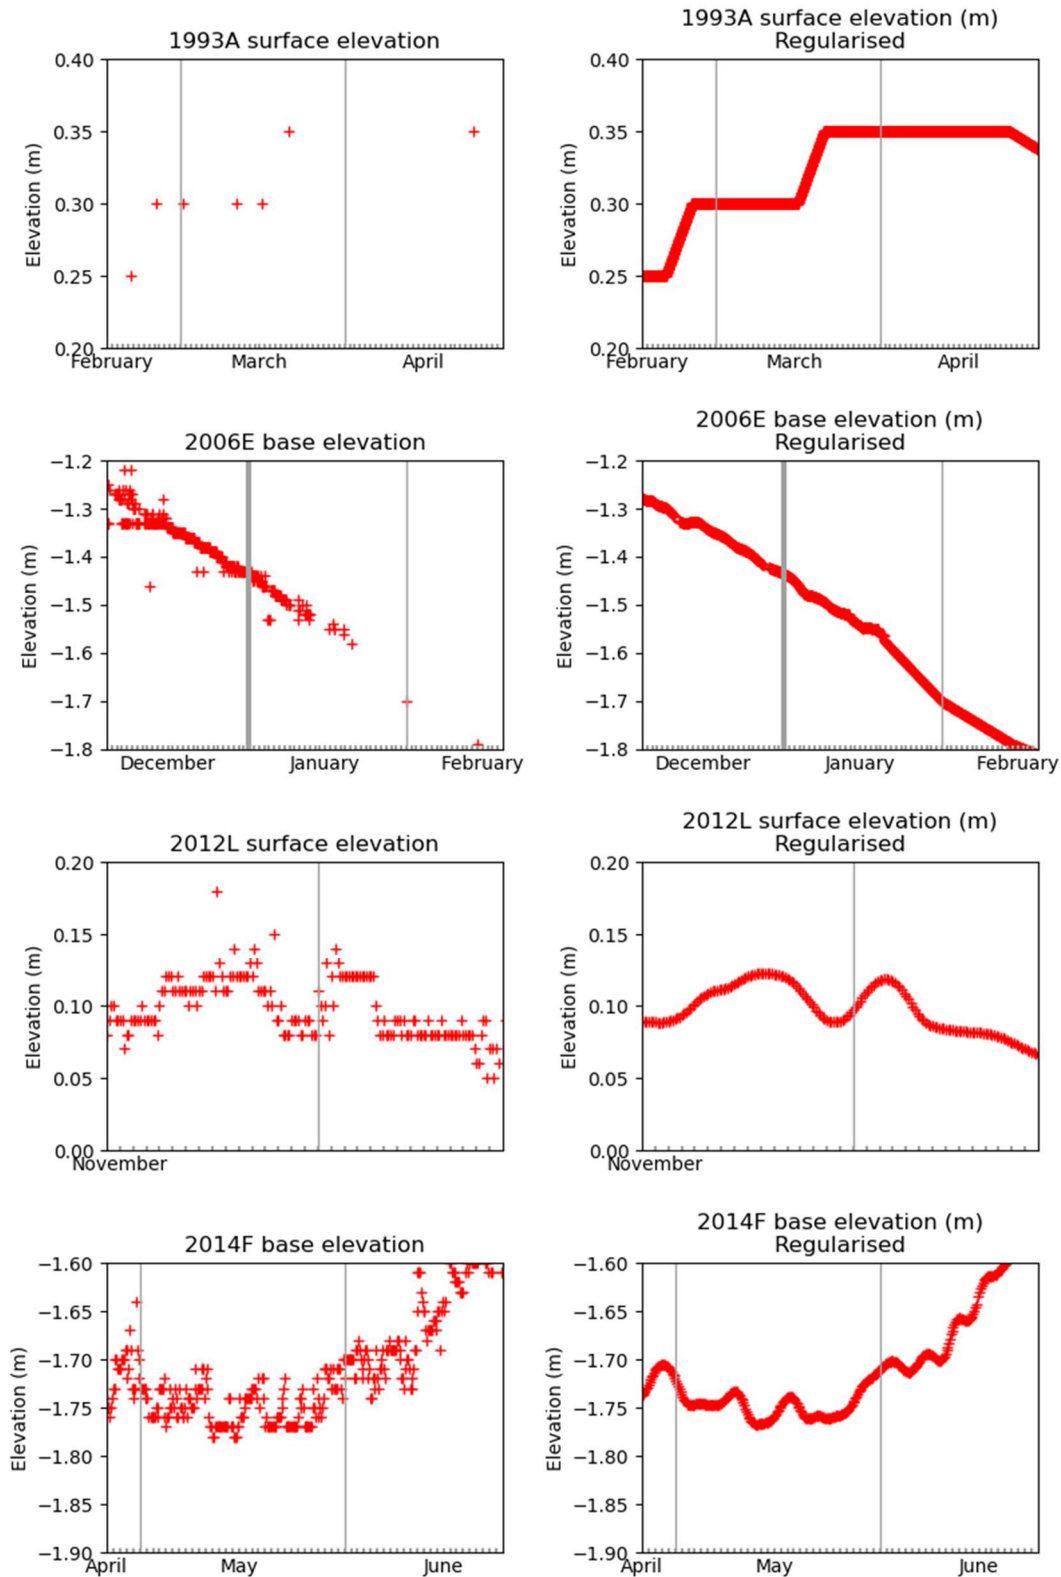 1993A surface elevation
0.40
0.35
0.30
0.25
0.20
Elevation (m)
February
March
April
1993A surface elevation (m)
Regularised
0.40
0.35
0.30
0.25
0.20
Elevation (m)
February
March
April
2006E base elevation
−1.2
−1.3
−1.4
−1.5
−1.6
−1.7
−1.8
Elevation (m)
December
January
February
2006E base elevation (m)
Regularised
−1.2
−1.3
−1.4
−1.5
−1.6
−1.7
−1.8
Elevation (m)
December
January
February
2012L surface elevation
0.20
0.15
0.10
0.05
0.00
Elevation (m)
November
2012L surface elevation (m)
Regularised
0.20
0.15
0.10
0.05
0.00
Elevation (m)
November
2014F base elevation
−1.60
−1.65
−1.70
−1.75
−1.80
−1.85
−1.90
Elevation (m)
April
May
June
2014F base elevation (m)
Regularised
−1.60
−1.65
−1.70
−1.75
−1.80
−1.85
−1.90
Elevation (m)
April
May
June